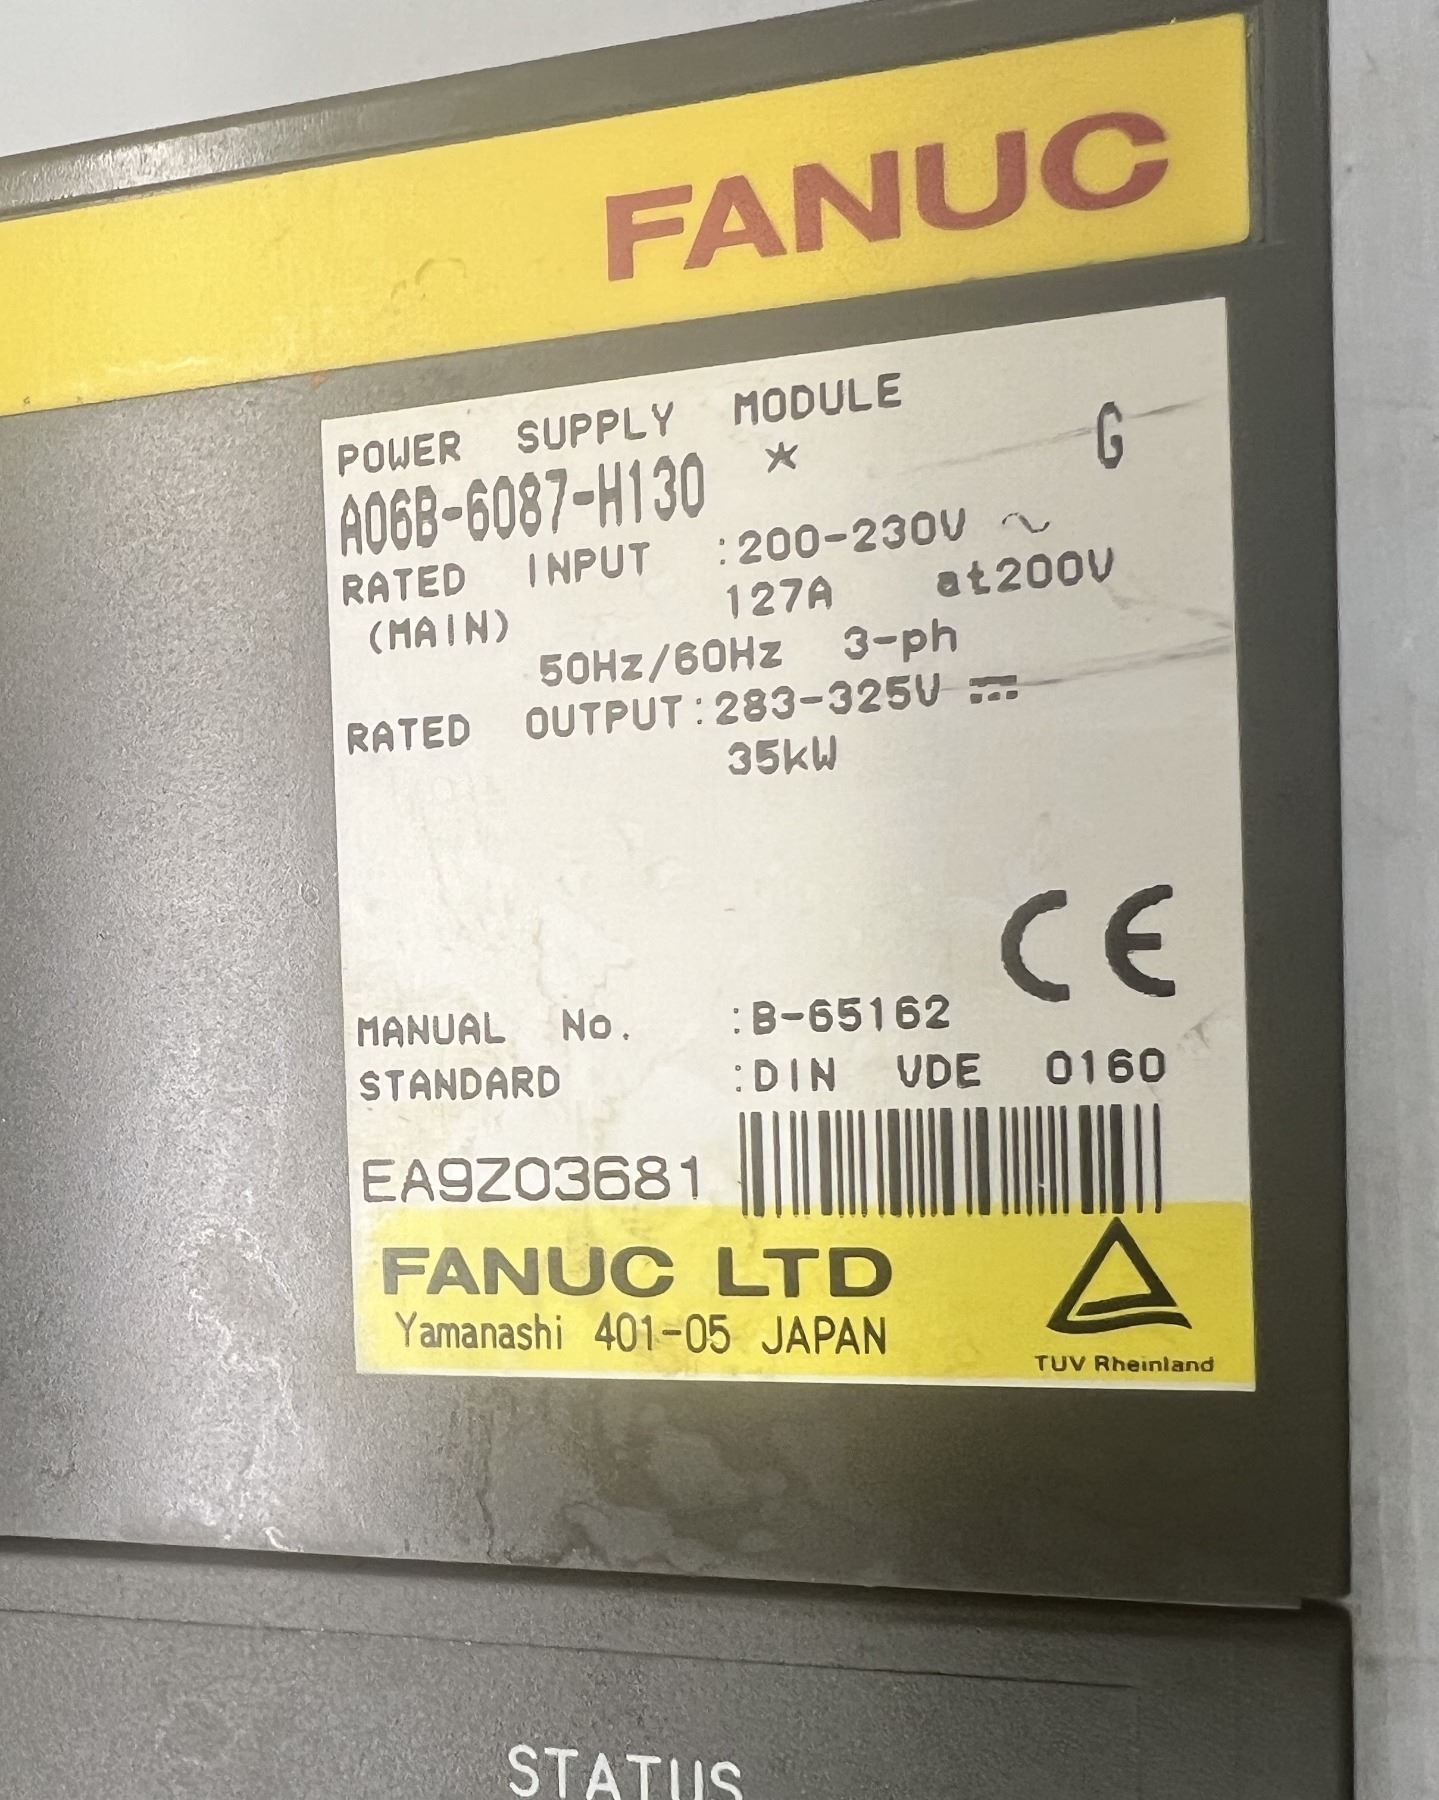 FANUC
POWER SUPPLY MODULE
A06B-6087-H130 * G
RATED INPUT :200-230V ~
(MAIN) 127A at200V
50Hz/60Hz 3-ph
RATED OUTPUT:283-325V ⎓
35kW
CE
MANUAL No. :B-65162
STANDARD :DIN VDE 0160
EA9Z03681
FANUC LTD
Yamanashi 401-05 JAPAN
TUV Rheinland
STATUS